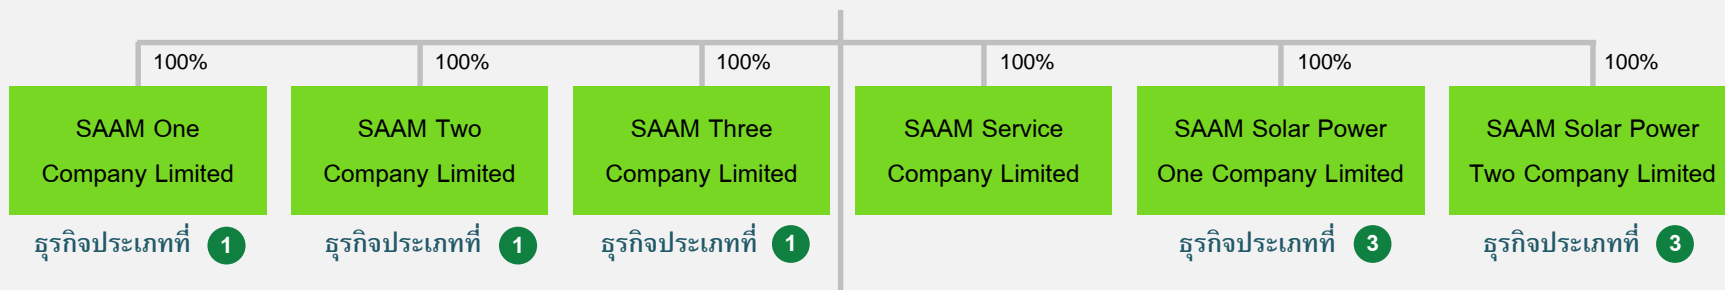 100%
100%
100%
100%
100%
100%
SAAM One
Company Limited
SAAM Two
Company Limited
SAAM Three
Company Limited
SAAM Service
Company Limited
SAAM Solar Power
One Company Limited
SAAM Solar Power
Two Company Limited
ธุรกิจประเภทที่ 1
ธุรกิจประเภทที่ 1
ธุรกิจประเภทที่ 1
ธุรกิจประเภทที่ 3
ธุรกิจประเภทที่ 3